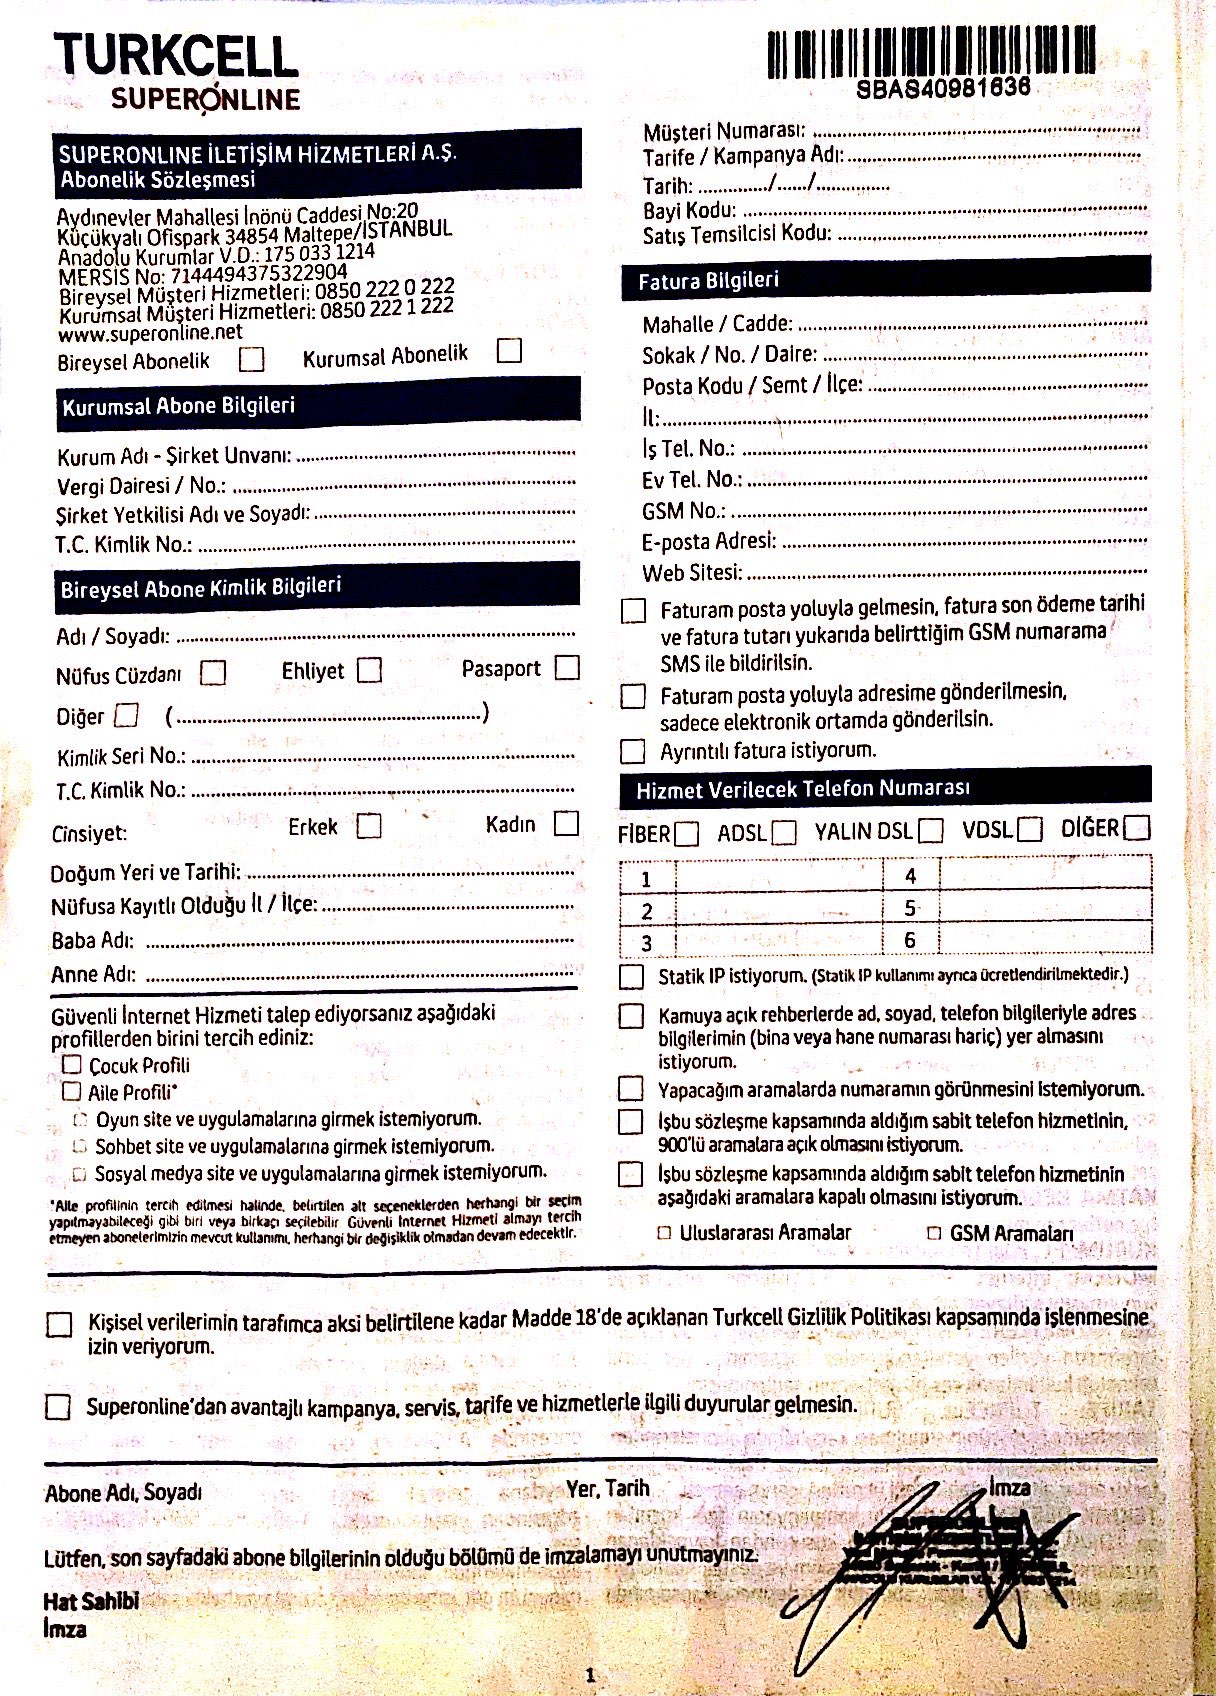 TURKCELL
SUPERONLINE
SBAS40981636
SUPERONLINE İLETİŞİM HİZMETLERİ A.Ş.
Abonelik Sözleşmesi
Aydınevler Mahallesi İnönü Caddesi No:20
Küçükyalı Ofispark 34854 Maltepe/İSTANBUL
Anadolu Kurumlar V.D.: 175 033 1214
MERSİS No: 7144494375322904
Bireysel Müşteri Hizmetleri: 0850 222 0 222
Kurumsal Müşteri Hizmetleri: 0850 222 1 222
www.superonline.net
Bireysel Abonelik ☐ Kurumsal Abonelik ☐
Kurumsal Abone Bilgileri
Kurum Adı - Şirket Unvanı:
Vergi Dairesi / No.:
Şirket Yetkilisi Adı ve Soyadı:
T.C. Kimlik No.:
Bireysel Abone Kimlik Bilgileri
Adı / Soyadı:
Nüfus Cüzdanı ☐ Ehliyet ☐ Pasaport ☐
Diğer ☐ (....................)
Kimlik Seri No.:
T.C. Kimlik No.:
Cinsiyet: Erkek ☐ Kadın ☐
Doğum Yeri ve Tarihi:
Nüfusa Kayıtlı Olduğu İl / İlçe:
Baba Adı:
Anne Adı:
Güvenli İnternet Hizmeti talep ediyorsanız aşağıdaki
profillerden birini tercih ediniz:
☐ Çocuk Profili
☐ Aile Profili*
☐ Oyun site ve uygulamalarına girmek istemiyorum.
☐ Sohbet site ve uygulamalarına girmek istemiyorum.
☐ Sosyal medya site ve uygulamalarına girmek istemiyorum.
*Aile profilinin tercih edilmesi halinde, belirtilen alt seçeneklerden herhangi bir seçim
yapılmayabileceği gibi biri veya birkaçı seçilebilir Güvenli İnternet Hizmeti almayı tercih
etmeyen abonelerimizin mevcut kullanımı, herhangi bir değişiklik olmadan devam edecektir.
Müşteri Numarası:
Tarife / Kampanya Adı:
Tarih: ............./....../..............
Bayi Kodu:
Satış Temsilcisi Kodu:
Fatura Bilgileri
Mahalle / Cadde:
Sokak / No. / Daire:
Posta Kodu / Semt / İlçe:
İl:
İş Tel. No.:
Ev Tel. No.:
GSM No.:
E-posta Adresi:
Web Sitesi:
☐ Faturam posta yoluyla gelmesin, fatura son ödeme tarihi
ve fatura tutarı yukarıda belirttiğim GSM numarama
SMS ile bildirilsin.
☐ Faturam posta yoluyla adresime gönderilmesin,
sadece elektronik ortamda gönderilsin.
☐ Ayrıntılı fatura istiyorum.
Hizmet Verilecek Telefon Numarası
FİBER ☐ ADSL ☐ YALIN DSL ☐ VDSL ☐ DİĞER ☐
1 4
2 5
3 6
☐ Statik IP istiyorum. (Statik IP kullanımı ayrıca ücretlendirilmektedir.)
☐ Kamuya açık rehberlerde ad, soyad, telefon bilgileriyle adres
bilgilerimin (bina veya hane numarası hariç) yer almasını
istiyorum.
☐ Yapacağım aramalarda numaramın görünmesini istemiyorum.
☐ İşbu sözleşme kapsamında aldığım sabit telefon hizmetinin,
900'lü aramalara açık olmasını istiyorum.
☐ İşbu sözleşme kapsamında aldığım sabit telefon hizmetinin
aşağıdaki aramalara kapalı olmasını istiyorum.
☐ Uluslararası Aramalar ☐ GSM Aramaları
☐ Kişisel verilerimin tarafımca aksi belirtilene kadar Madde 18'de açıklanan Turkcell Gizlilik Politikası kapsamında işlenmesine
izin veriyorum.
☐ Superonline'dan avantajlı kampanya, servis, tarife ve hizmetlerle ilgili duyurular gelmesin.
Abone Adı, Soyadı Yer, Tarih İmza
Lütfen, son sayfadaki abone bilgilerinin olduğu bölümü de imzalamayı unutmayınız.
Hat Sahibi
İmza
1